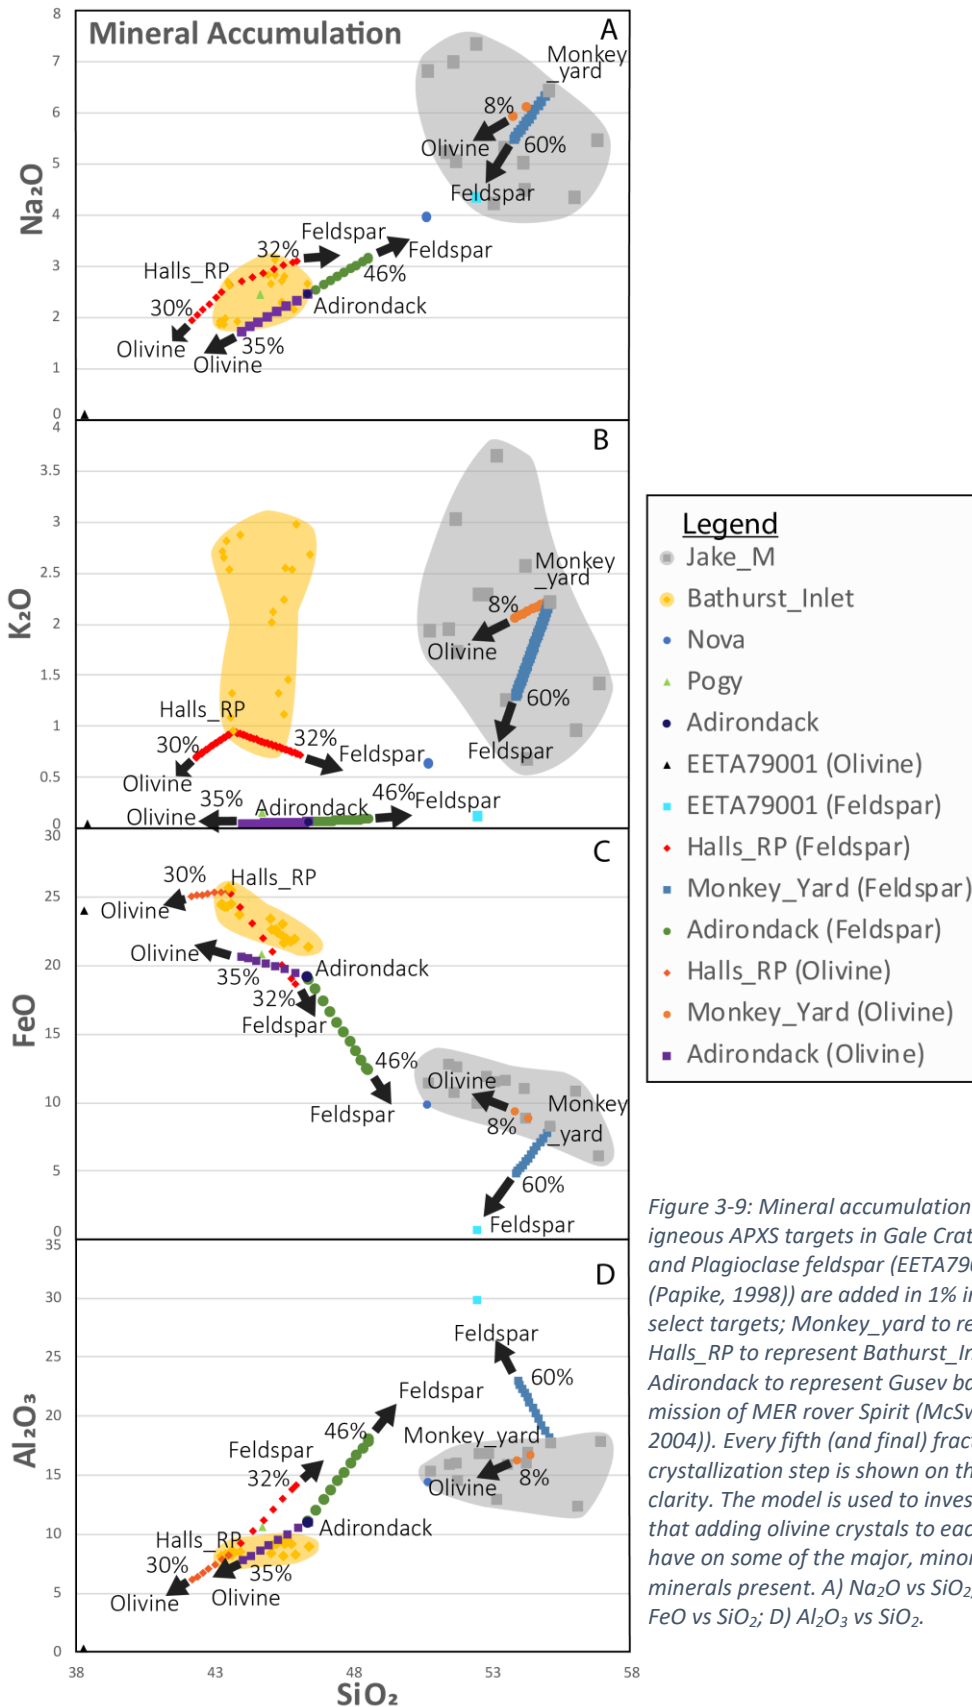 Mineral Accumulation
A
8
7
6
5
4
3
2
1
0
Na₂O
Monkey
_yard
8%
Olivine
60%
Feldspar
Feldspar
32%
Feldspar
Halls_RP
46%
30%
Adirondack
Olivine
35%
Olivine
B
4
3.5
3
2.5
2
1.5
1
0.5
0
K₂O
Monkey
_yard
8%
Olivine
60%
Feldspar
Halls_RP
30%
32%
Feldspar
Olivine
35%
46%
Feldspar
Adirondack
Olivine
C
30
25
20
15
10
5
0
FeO
30%
Halls_RP
Olivine
Olivine
Adirondack
35%
32%
Feldspar
46%
Feldspar
Olivine
Monkey
_yard
8%
60%
Feldspar
D
35
30
25
20
15
10
5
0
Al₂O₃
Feldspar
60%
Feldspar
46%
Monkey_yard
Feldspar
32%
Olivine
8%
Adirondack
Halls_RP
30%
35%
Olivine
Olivine
38
43
48
53
58
SiO₂
Legend
Jake_M
Bathurst_Inlet
Nova
Pogy
Adirondack
EETA79001 (Olivine)
EETA79001 (Feldspar)
Halls_RP (Feldspar)
Monkey_Yard (Feldspar)
Adirondack (Feldspar)
Halls_RP (Olivine)
Monkey_Yard (Olivine)
Adirondack (Olivine)
Figure 3-9: Mineral accumulation
igneous APXS targets in Gale Crat
and Plagioclase feldspar (EETA790
(Papike, 1998)) are added in 1% in
select targets; Monkey_yard to re
Halls_RP to represent Bathurst_In
Adirondack to represent Gusev ba
mission of MER rover Spirit (McSw
2004)). Every fifth (and final) fract
crystallization step is shown on th
clarity. The model is used to invest
that adding olivine crystals to each
have on some of the major, minor
minerals present. A) Na₂O vs SiO₂;
FeO vs SiO₂; D) Al₂O₃ vs SiO₂.